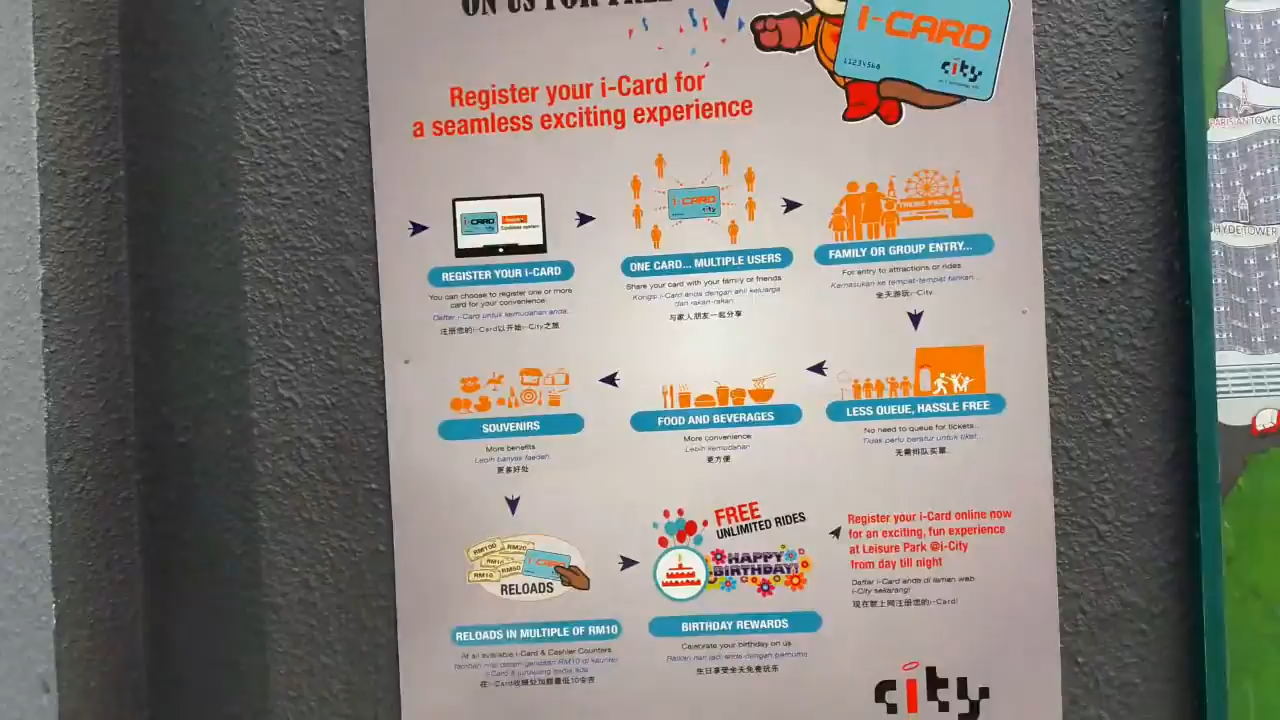 ON US FOR FREE
i-CARD
11234568
city
Register your i-Card for
a seamless exciting experience
i-CARD
city
i-CARD
city
THEME PARK
REGISTER YOUR i-CARD
You can choose to register one or more
card for your convenience.
Daftar i-Card untuk kemudahan anda...
注册您的i-Card以开始i-City之旅
ONE CARD... MULTIPLE USERS
Share your card with your family or friends
Kongsi i-Card anda dengan ahli keluarga
dan rakan-rakan.
与家人朋友一起分享
FAMILY OR GROUP ENTRY...
For entry to attractions or rides
Kemasukan ke tempat-tempat tarikan...
全天游玩i-City.
SOUVENIRS
More benefits
Lebih banyak faedah
更多好处
FOOD AND BEVERAGES
More convenience
Lebih kemudahan
更方便
LESS QUEUE, HASSLE FREE
No need to queue for tickets...
Tidak perlu beratur untuk tiket...
无需排队买票.
RM100
RM20
RM10
RM50
RM10
i-CARD
RELOADS
RELOADS IN MULTIPLE OF RM10
At all available i-Card & Cashier Counters
FREE
UNLIMITED RIDES
HAPPY
BIRTHDAY!
BIRTHDAY REWARDS
Celebrate your birthday on us
生日享受全天免费玩乐
Register your i-Card online now
for an exciting, fun experience
at Leisure Park @i-City
from day till night
Daftar i-Card anda di laman web
i-City sekarang!
现在就上网注册您的i-Card!
city
PARISIAN TOWER
HYDE TOWER